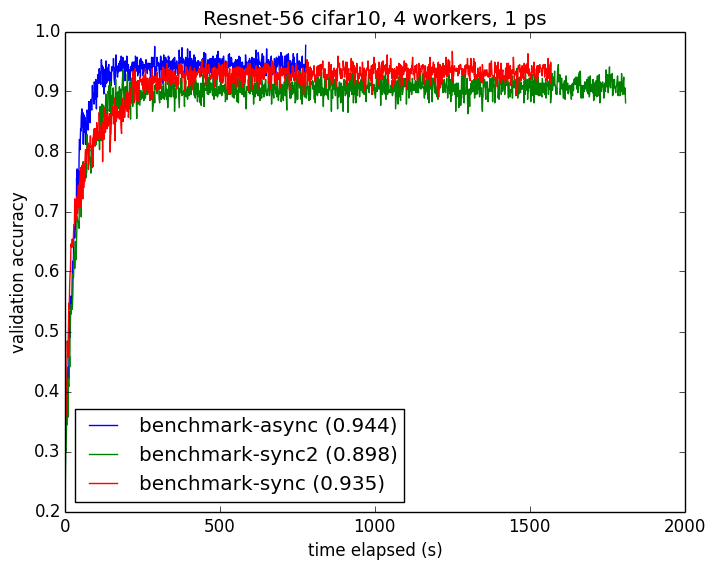 Resnet-56 cifar10, 4 workers, 1 ps
1.0
0.9
0.8
0.7
0.6
0.5
0.4
0.3
0.2
validation accuracy
benchmark-async (0.944)
benchmark-sync2 (0.898)
benchmark-sync (0.935)
0 500 1000 1500 2000
time elapsed (s)